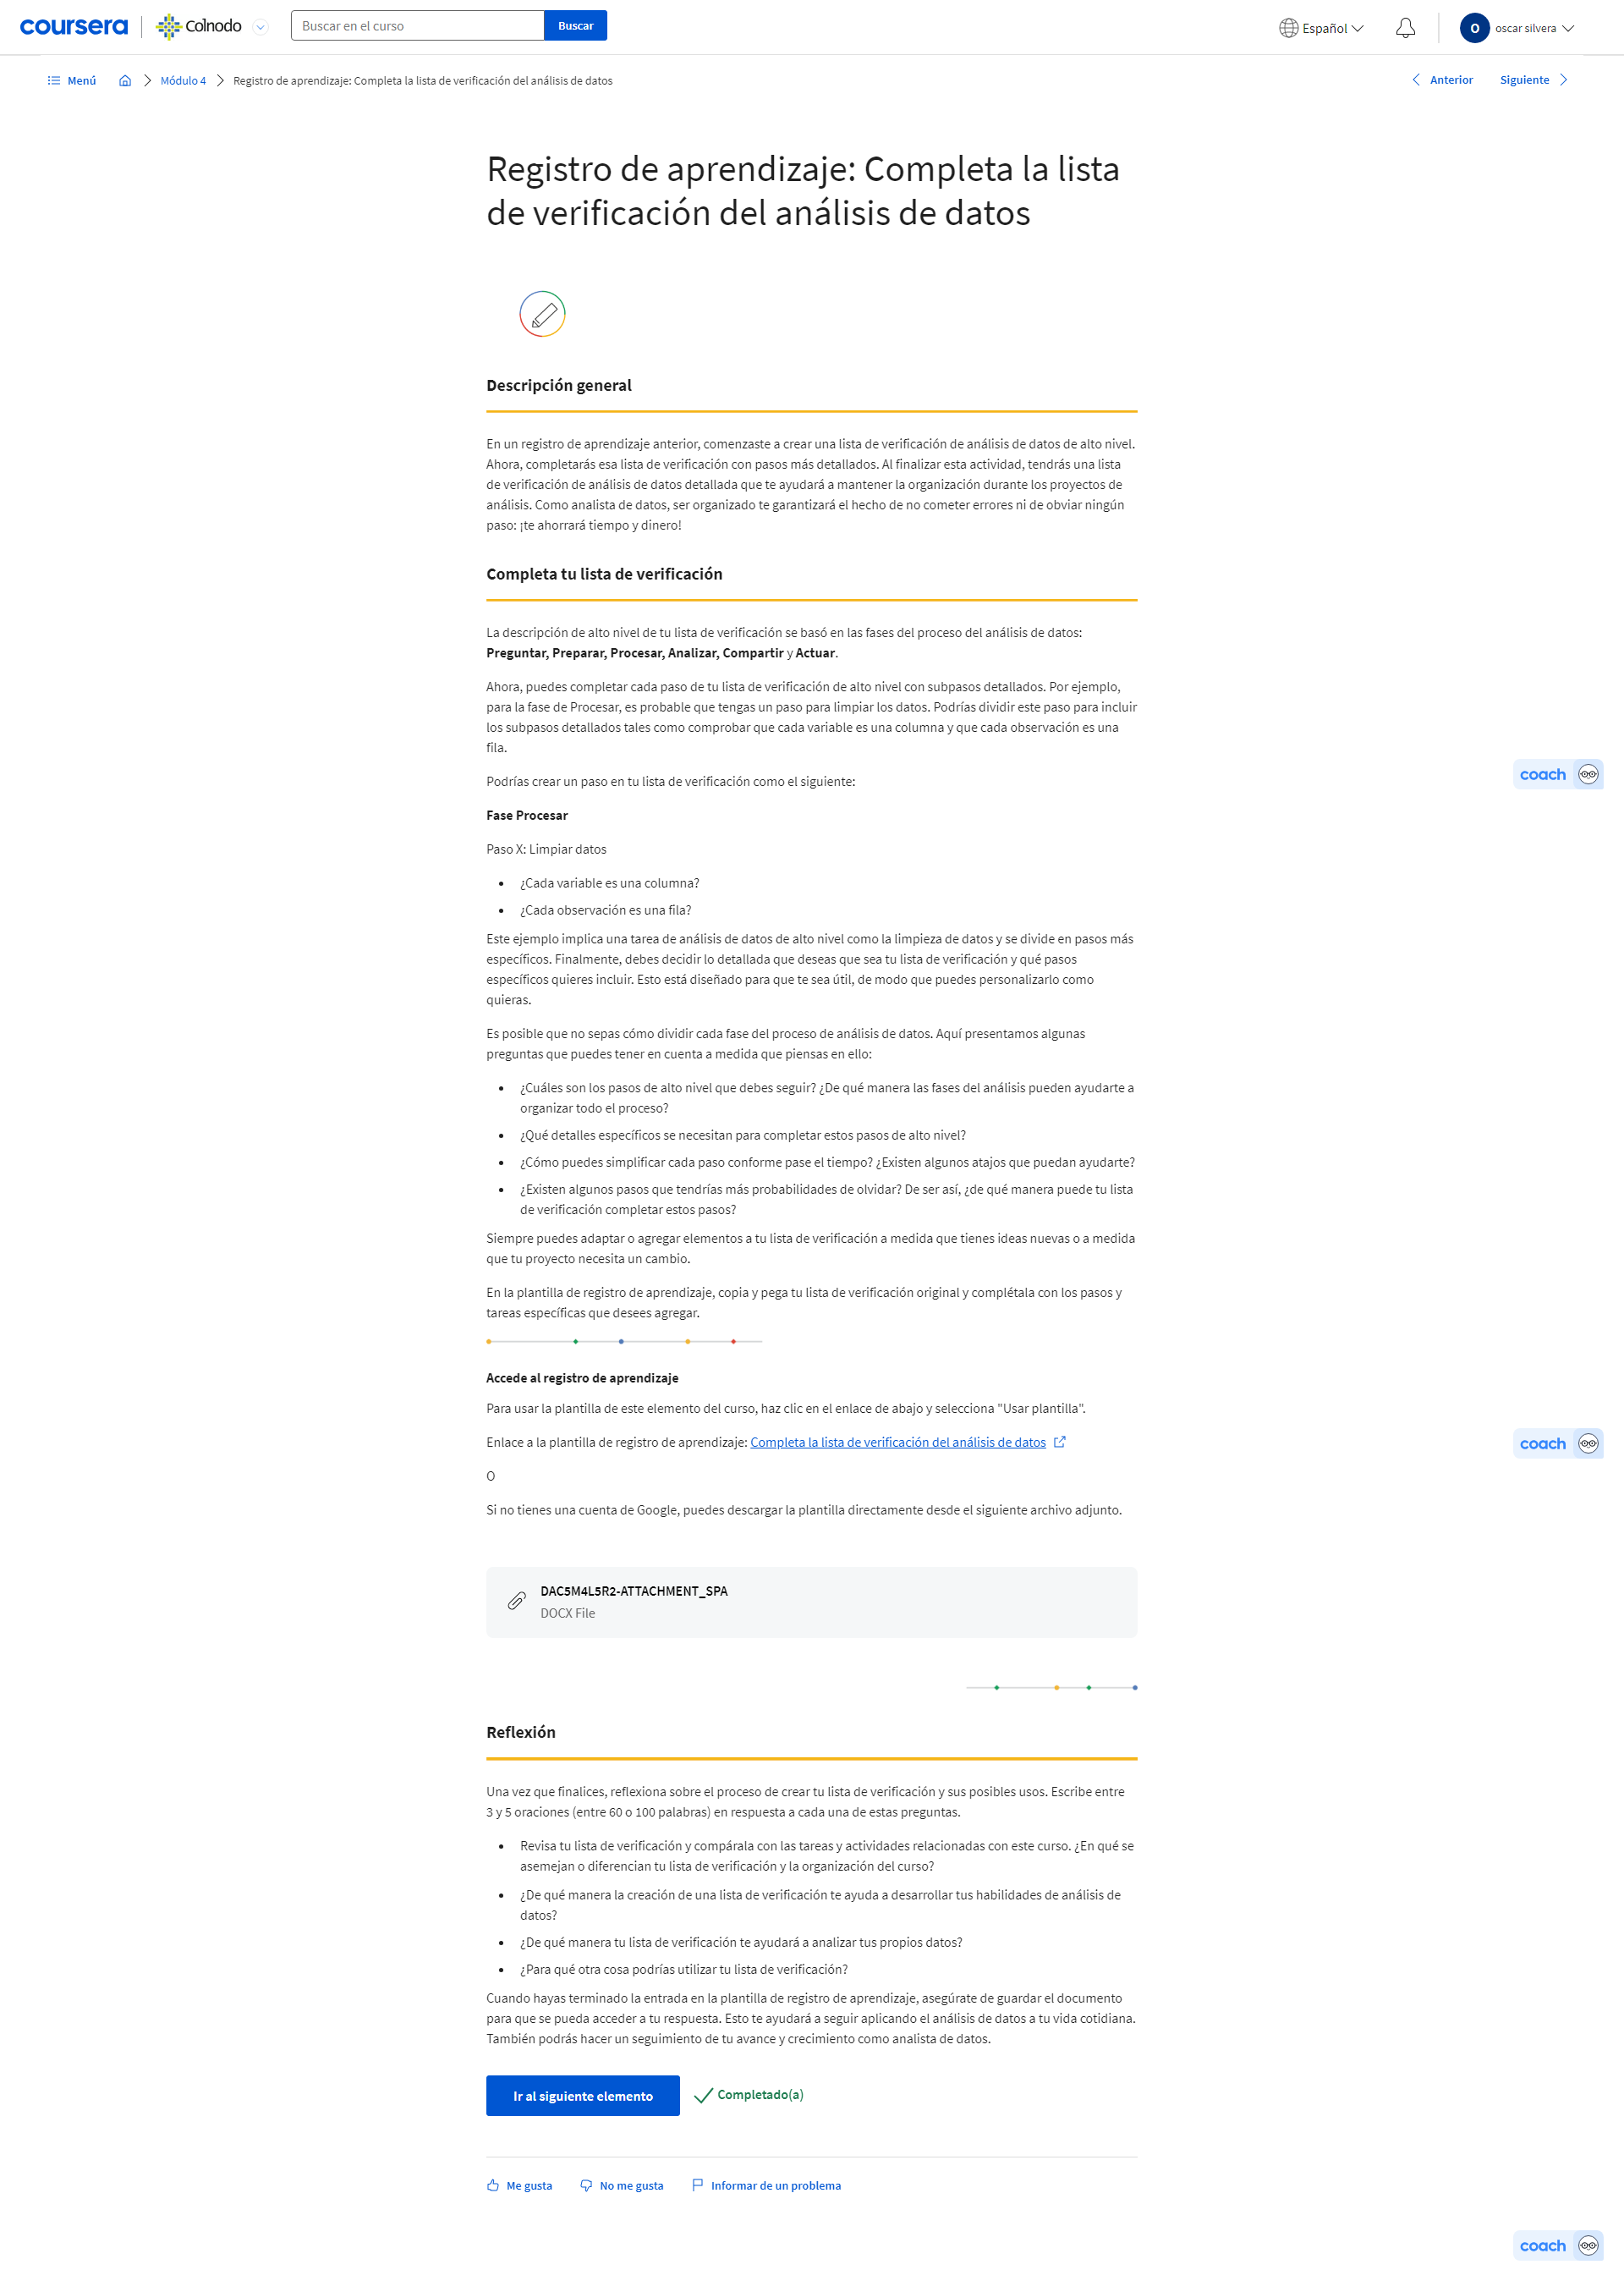 coursera
Colnodo
Buscar en el curso
Buscar
Español
O
oscar silvera
Menú
Módulo 4
Registro de aprendizaje: Completa la lista de verificación del análisis de datos
Anterior
Siguiente
Registro de aprendizaje: Completa la lista
de verificación del análisis de datos
Descripción general
En un registro de aprendizaje anterior, comenzaste a crear una lista de verificación de análisis de datos de alto nivel.
Ahora, completarás esa lista de verificación con pasos más detallados. Al finalizar esta actividad, tendrás una lista
de verificación de análisis de datos detallada que te ayudará a mantener la organización durante los proyectos de
análisis. Como analista de datos, ser organizado te garantizará el hecho de no cometer errores ni de obviar ningún
paso: ¡te ahorrará tiempo y dinero!
Completa tu lista de verificación
La descripción de alto nivel de tu lista de verificación se basó en las fases del proceso del análisis de datos:
Preguntar, Preparar, Procesar, Analizar, Compartir y Actuar.
Ahora, puedes completar cada paso de tu lista de verificación de alto nivel con subpasos detallados. Por ejemplo,
para la fase de Procesar, es probable que tengas un paso para limpiar los datos. Podrías dividir este paso para incluir
los subpasos detallados tales como comprobar que cada variable es una columna y que cada observación es una
fila.
coach
Podrías crear un paso en tu lista de verificación como el siguiente:
Fase Procesar
Paso X: Limpiar datos
• ¿Cada variable es una columna?
• ¿Cada observación es una fila?
Este ejemplo implica una tarea de análisis de datos de alto nivel como la limpieza de datos y se divide en pasos más
específicos. Finalmente, debes decidir lo detallada que deseas que sea tu lista de verificación y qué pasos
específicos quieres incluir. Esto está diseñado para que te sea útil, de modo que puedes personalizarlo como
quieras.
Es posible que no sepas cómo dividir cada fase del proceso de análisis de datos. Aquí presentamos algunas
preguntas que puedes tener en cuenta a medida que piensas en ello:
• ¿Cuáles son los pasos de alto nivel que debes seguir? ¿De qué manera las fases del análisis pueden ayudarte a
organizar todo el proceso?
• ¿Qué detalles específicos se necesitan para completar estos pasos de alto nivel?
• ¿Cómo puedes simplificar cada paso conforme pase el tiempo? ¿Existen algunos atajos que puedan ayudarte?
• ¿Existen algunos pasos que tendrías más probabilidades de olvidar? De ser así, ¿de qué manera puede tu lista
de verificación completar estos pasos?
Siempre puedes adaptar o agregar elementos a tu lista de verificación a medida que tienes ideas nuevas o a medida
que tu proyecto necesita un cambio.
En la plantilla de registro de aprendizaje, copia y pega tu lista de verificación original y complétala con los pasos y
tareas específicas que desees agregar.
Accede al registro de aprendizaje
Para usar la plantilla de este elemento del curso, haz clic en el enlace de abajo y selecciona "Usar plantilla".
Enlace a la plantilla de registro de aprendizaje: Completa la lista de verificación del análisis de datos
coach
O
Si no tienes una cuenta de Google, puedes descargar la plantilla directamente desde el siguiente archivo adjunto.
DAC5M4L5R2-ATTACHMENT_SPA
DOCX File
Reflexión
Una vez que finalices, reflexiona sobre el proceso de crear tu lista de verificación y sus posibles usos. Escribe entre
3 y 5 oraciones (entre 60 o 100 palabras) en respuesta a cada una de estas preguntas.
• Revisa tu lista de verificación y compárala con las tareas y actividades relacionadas con este curso. ¿En qué se
asemejan o diferencian tu lista de verificación y la organización del curso?
• ¿De qué manera la creación de una lista de verificación te ayuda a desarrollar tus habilidades de análisis de
datos?
• ¿De qué manera tu lista de verificación te ayudará a analizar tus propios datos?
• ¿Para qué otra cosa podrías utilizar tu lista de verificación?
Cuando hayas terminado la entrada en la plantilla de registro de aprendizaje, asegúrate de guardar el documento
para que se pueda acceder a tu respuesta. Esto te ayudará a seguir aplicando el análisis de datos a tu vida cotidiana.
También podrás hacer un seguimiento de tu avance y crecimiento como analista de datos.
Ir al siguiente elemento
Completado(a)
Me gusta
No me gusta
Informar de un problema
coach